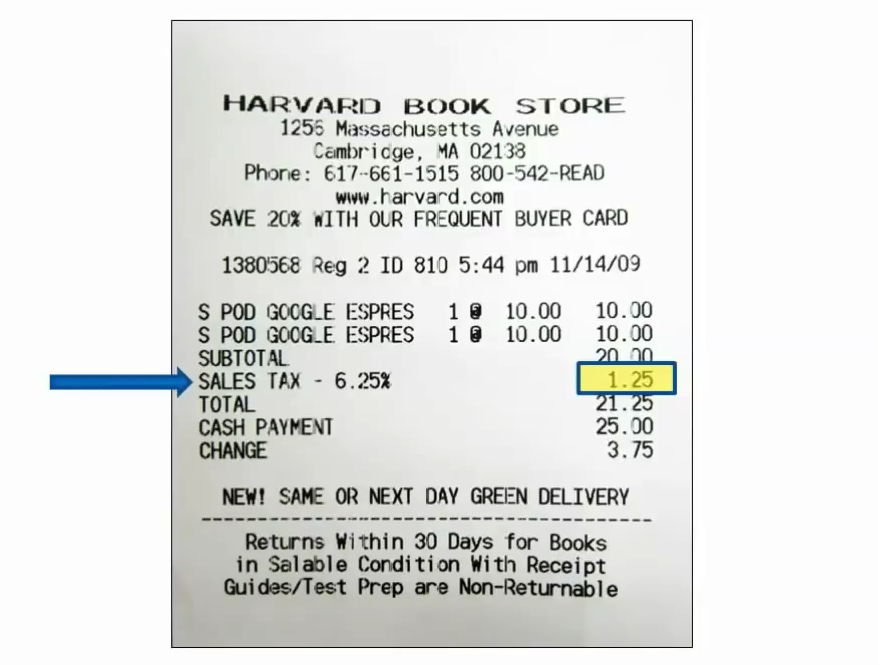 HARVARD BOOK STORE
1256 Massachusetts Avenue
Cambridge, MA 02138
Phone: 617-661-1515 800-542-READ
www.harvard.com
SAVE 20% WITH OUR FREQUENT BUYER CARD
1380568 Reg 2 ID 810 5:44 pm 11/14/09
S POD GOOGLE ESPRES 1 @ 10.00 10.00
S POD GOOGLE ESPRES 1 @ 10.00 10.00
SUBTOTAL 20.00
SALES TAX - 6.25% 1.25
TOTAL 21.25
CASH PAYMENT 25.00
CHANGE 3.75
NEW! SAME OR NEXT DAY GREEN DELIVERY
Returns Within 30 Days for Books
in Salable Condition With Receipt
Guides/Test Prep are Non-Returnable